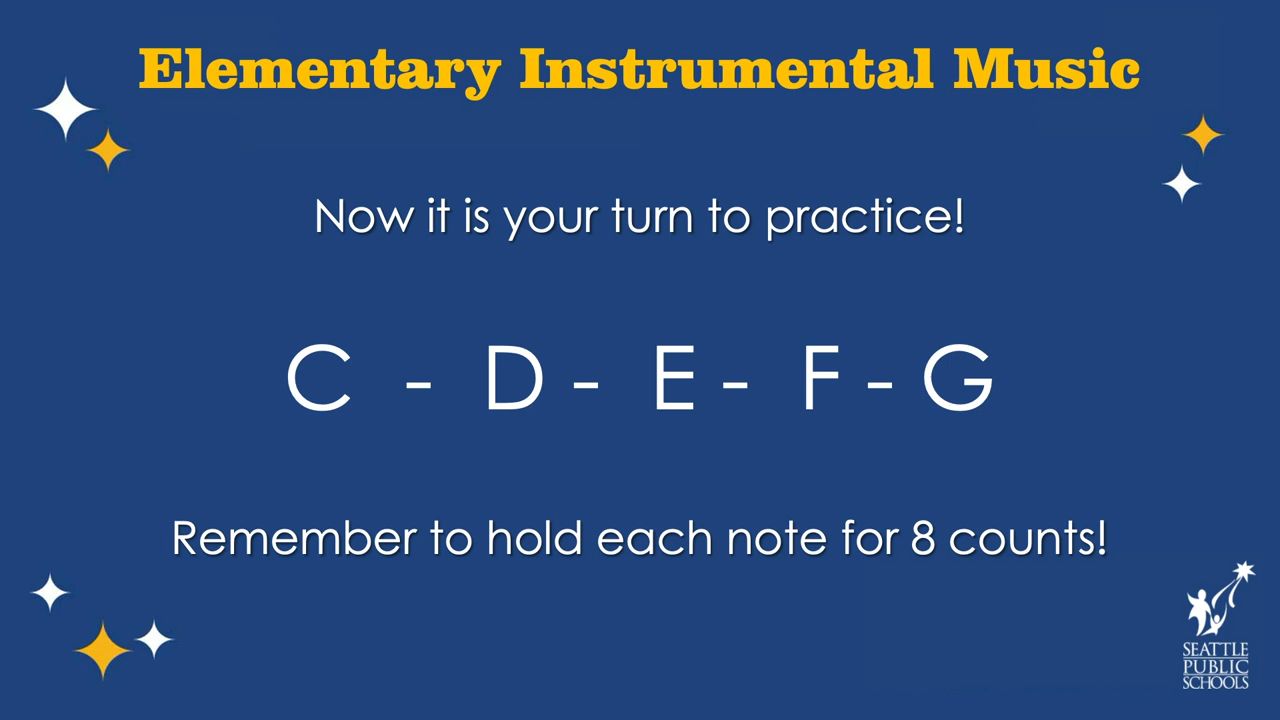 Elementary Instrumental Music
Now it is your turn to practice!
C - D - E - F - G
Remember to hold each note for 8 counts!
SEATTLE
PUBLIC
SCHOOLS